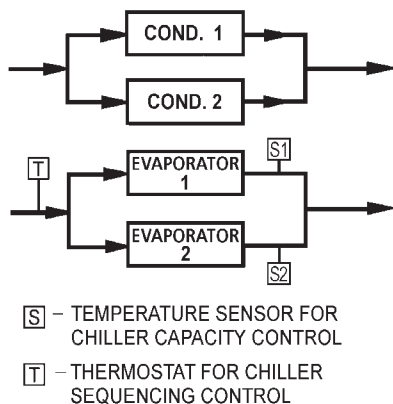 COND. 1
COND. 2
T
EVAPORATOR
1
S1
EVAPORATOR
2
S2
S – TEMPERATURE SENSOR FOR
CHILLER CAPACITY CONTROL
T – THERMOSTAT FOR CHILLER
SEQUENCING CONTROL